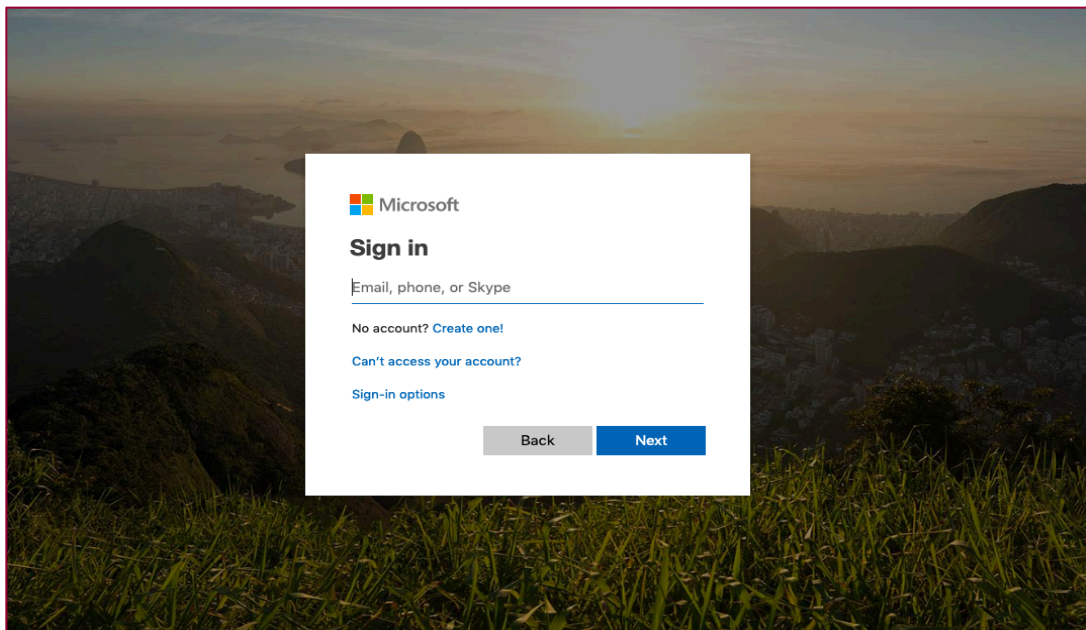 Microsoft
Sign in
Email, phone, or Skype
No account? Create one!
Can't access your account?
Sign-in options
Back Next